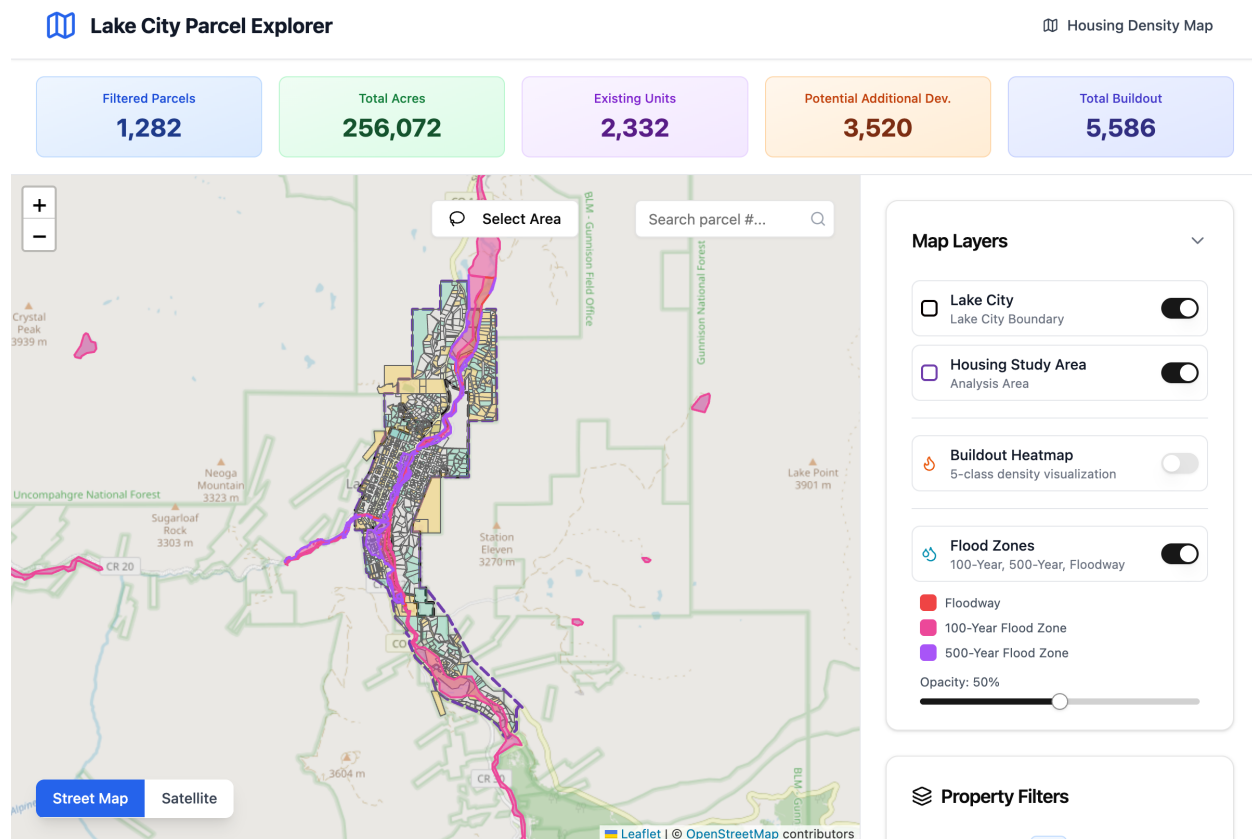 Lake City Parcel Explorer
Housing Density Map
Filtered Parcels
1,282
Total Acres
256,072
Existing Units
2,332
Potential Additional Dev.
3,520
Total Buildout
5,586
+
−
Select Area
Search parcel #...
BLM - Gunnison Field Office
Gunnison National Forest
Crystal
Peak
3939 m
Neoga
Mountain
3323 m
Uncompahgre National Forest
Sugarloaf
Rock
3303 m
CR 20
Station
Eleven
3270 m
Lake Point
3901 m
3604 m
CR 30
Street Map
Satellite
Leaflet | © OpenStreetMap contributors
Map Layers
Lake City
Lake City Boundary
Housing Study Area
Analysis Area
Buildout Heatmap
5-class density visualization
Flood Zones
100-Year, 500-Year, Floodway
Floodway
100-Year Flood Zone
500-Year Flood Zone
Opacity: 50%
Property Filters